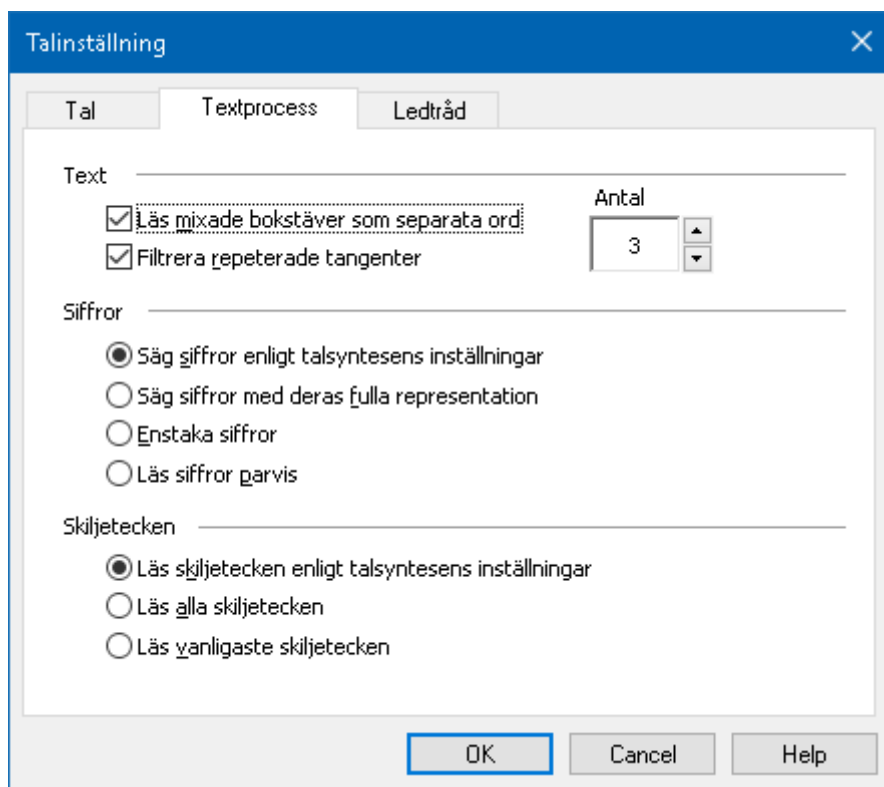 Talinställning
Tal Textprocess Ledtråd
Text
Antal
Läs mixade bokstäver som separata ord
3
Filtrera repeterade tangenter
Siffror
Säg siffror enligt talsyntesens inställningar
Säg siffror med deras fulla representation
Enstaka siffror
Läs siffror parvis
Skiljetecken
Läs skiljetecken enligt talsyntesens inställningar
Läs alla skiljetecken
Läs vanligaste skiljetecken
OK Cancel Help